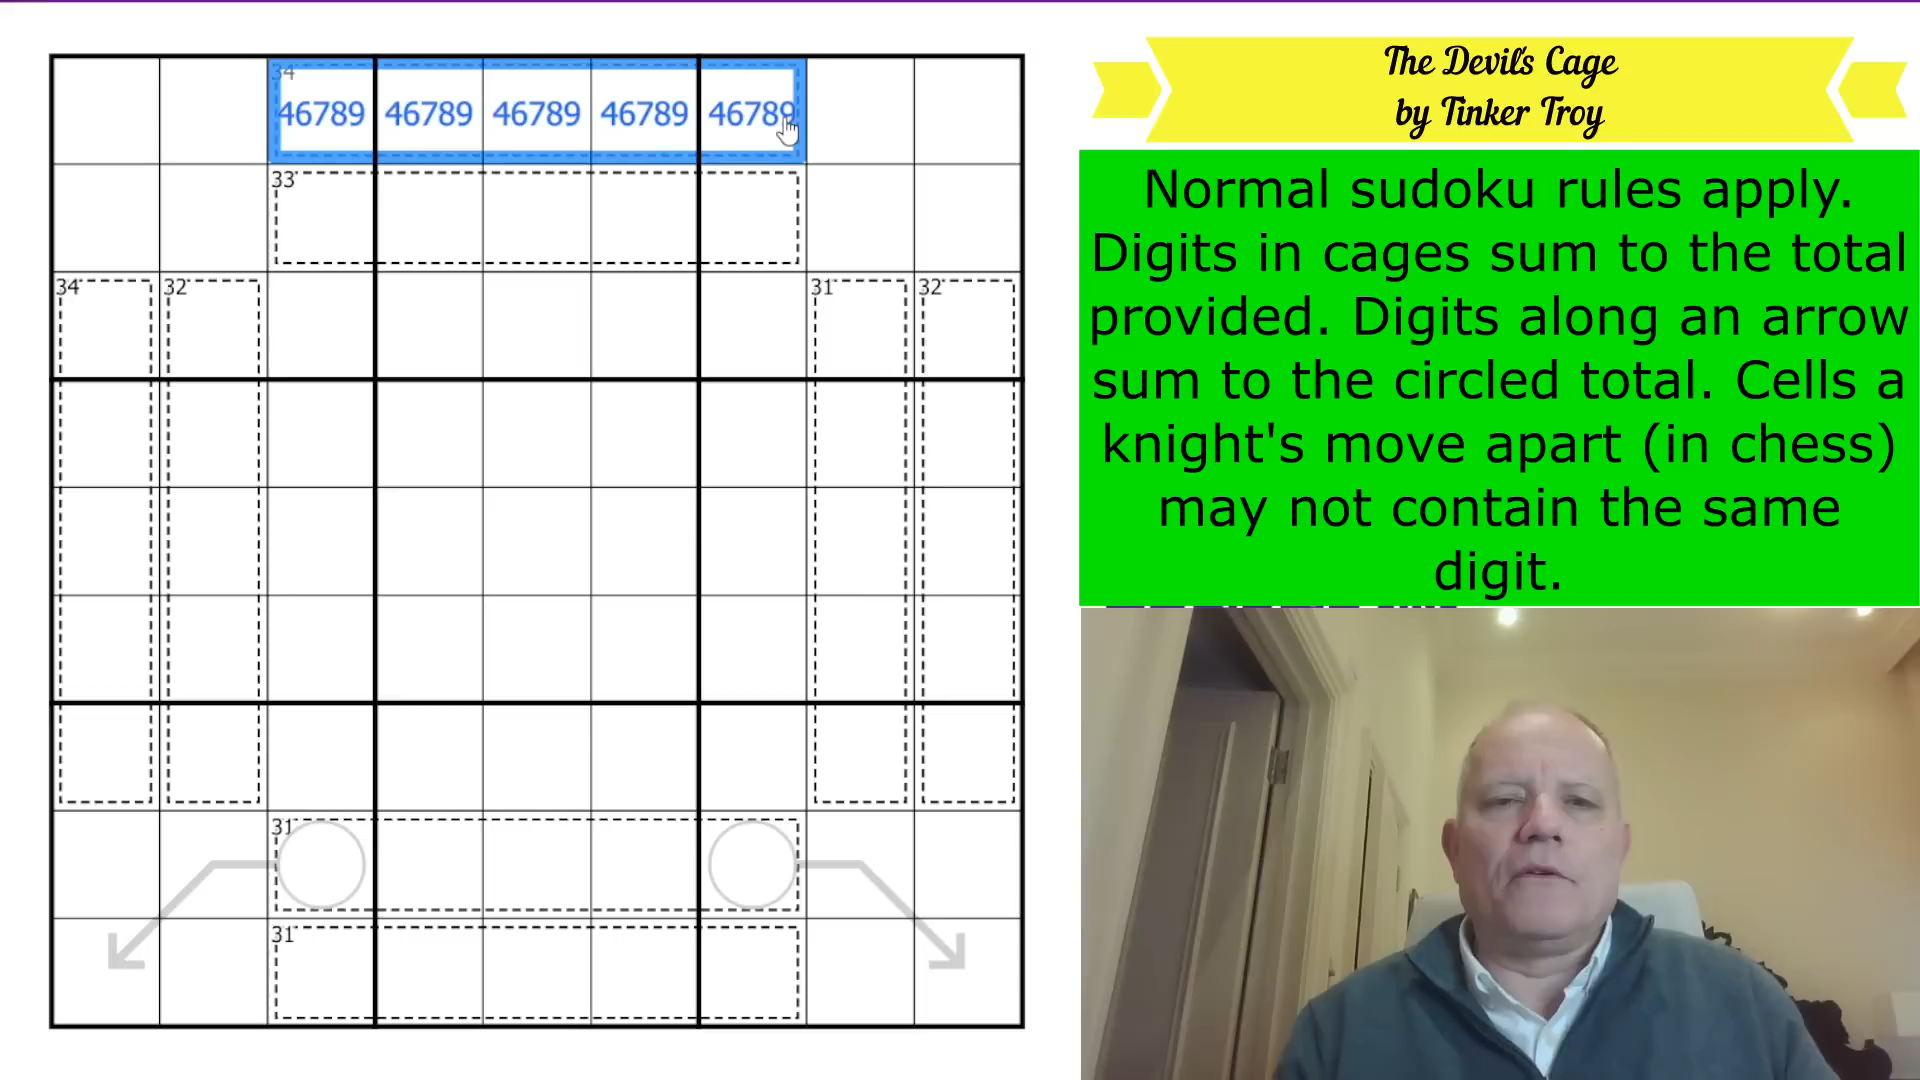 The Devil's Cage
by Tinker Troy
Normal sudoku rules apply.
Digits in cages sum to the total
provided. Digits along an arrow
sum to the circled total. Cells a
knight's move apart (in chess)
may not contain the same
digit.
34
46789 46789 46789 46789 46789
33
34 32 31 32
31
31